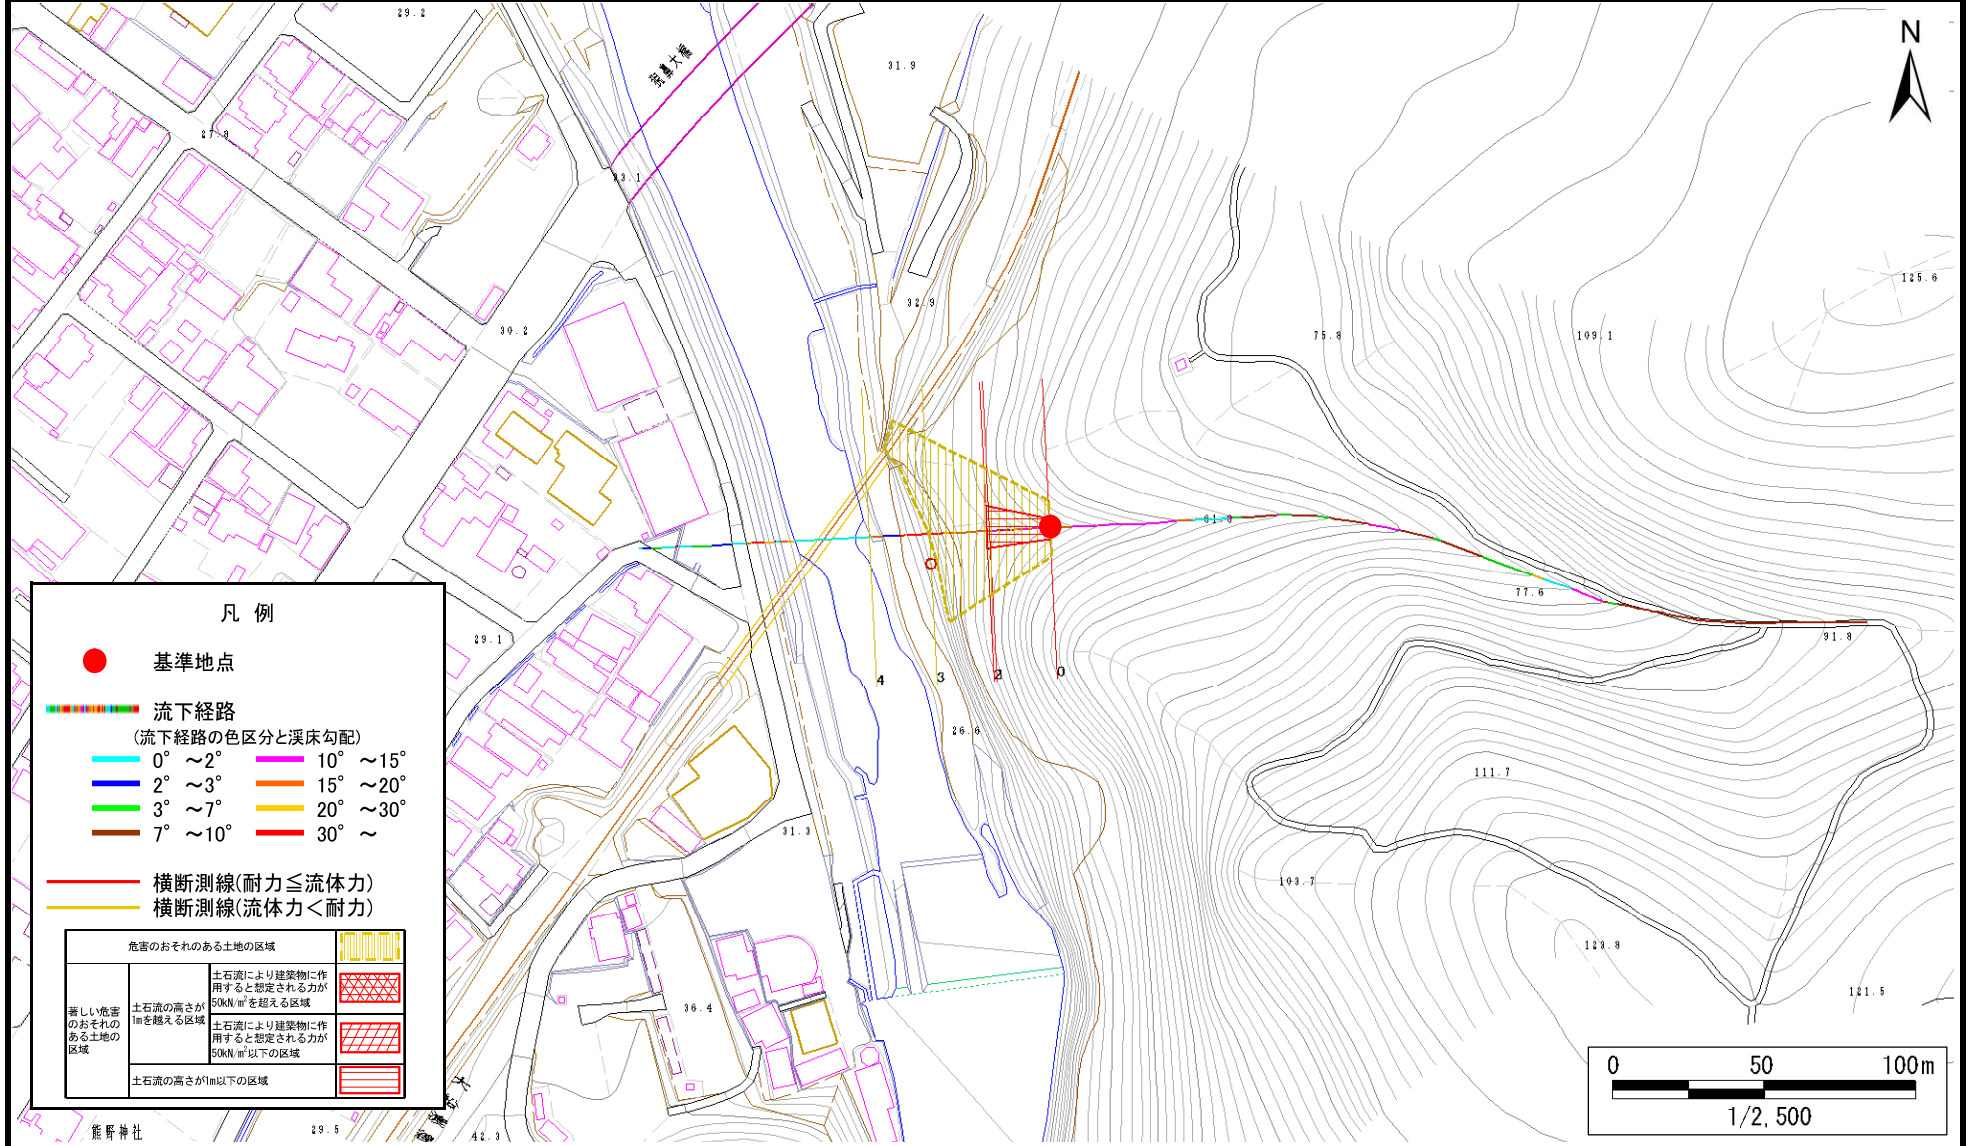 29.2
31.9
N
27.8
33.1
125.6
32.9
30.2
75.8
109.1
61.0
77.6
29.1
91.8
4
3
2
0
26.6
111.7
31.3
103.7
123.8
121.5
36.4
凡 例
基準地点
流下経路
(流下経路の色区分と渓床勾配)
0° ～2° 10° ～15°
2° ～3° 15° ～20°
3° ～7° 20° ～30°
7° ～10° 30° ～
横断測線(耐力≦流体力)
横断測線(流体力＜耐力)
危害のおそれのある土地の区域
著しい危害
のおそれの
ある土地の
区域
土石流の高さが
1mを越える区域
土石流により建築物に作
用すると想定される力が
50kN/㎡を超える区域
土石流により建築物に作
用すると想定される力が
50kN/㎡以下の区域
土石流の高さが1m以下の区域
熊野神社
29.5
42.3
0 50 100m
1/2,500